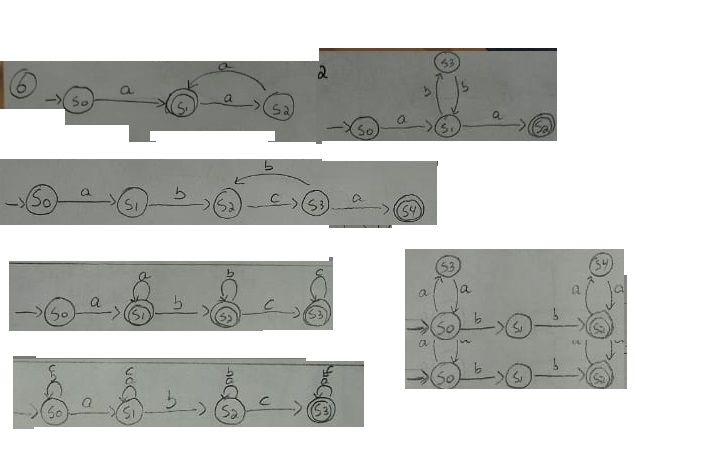 6 a
S0 a S1 a S2
2 S3
b b
S0 a S1 a S2
b
S0 a S1 b S2 c S3 a S4
a b c
S0 a S1 b S2 c S3
S3 S4
a a a a
S0 b S1 b S2
a
S0 b S1 b S2
c c b
b a a
S0 a S1 b S2 c S3